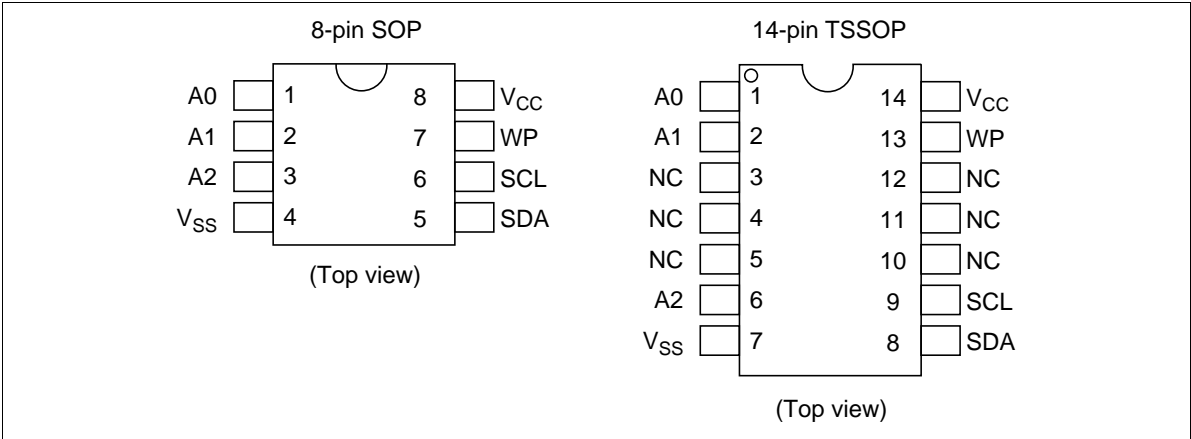 8-pin SOP
A0 1 8 VCC
A1 2 7 WP
A2 3 6 SCL
VSS 4 5 SDA
(Top view)
14-pin TSSOP
A0 1 14 VCC
A1 2 13 WP
NC 3 12 NC
NC 4 11 NC
NC 5 10 NC
A2 6 9 SCL
VSS 7 8 SDA
(Top view)